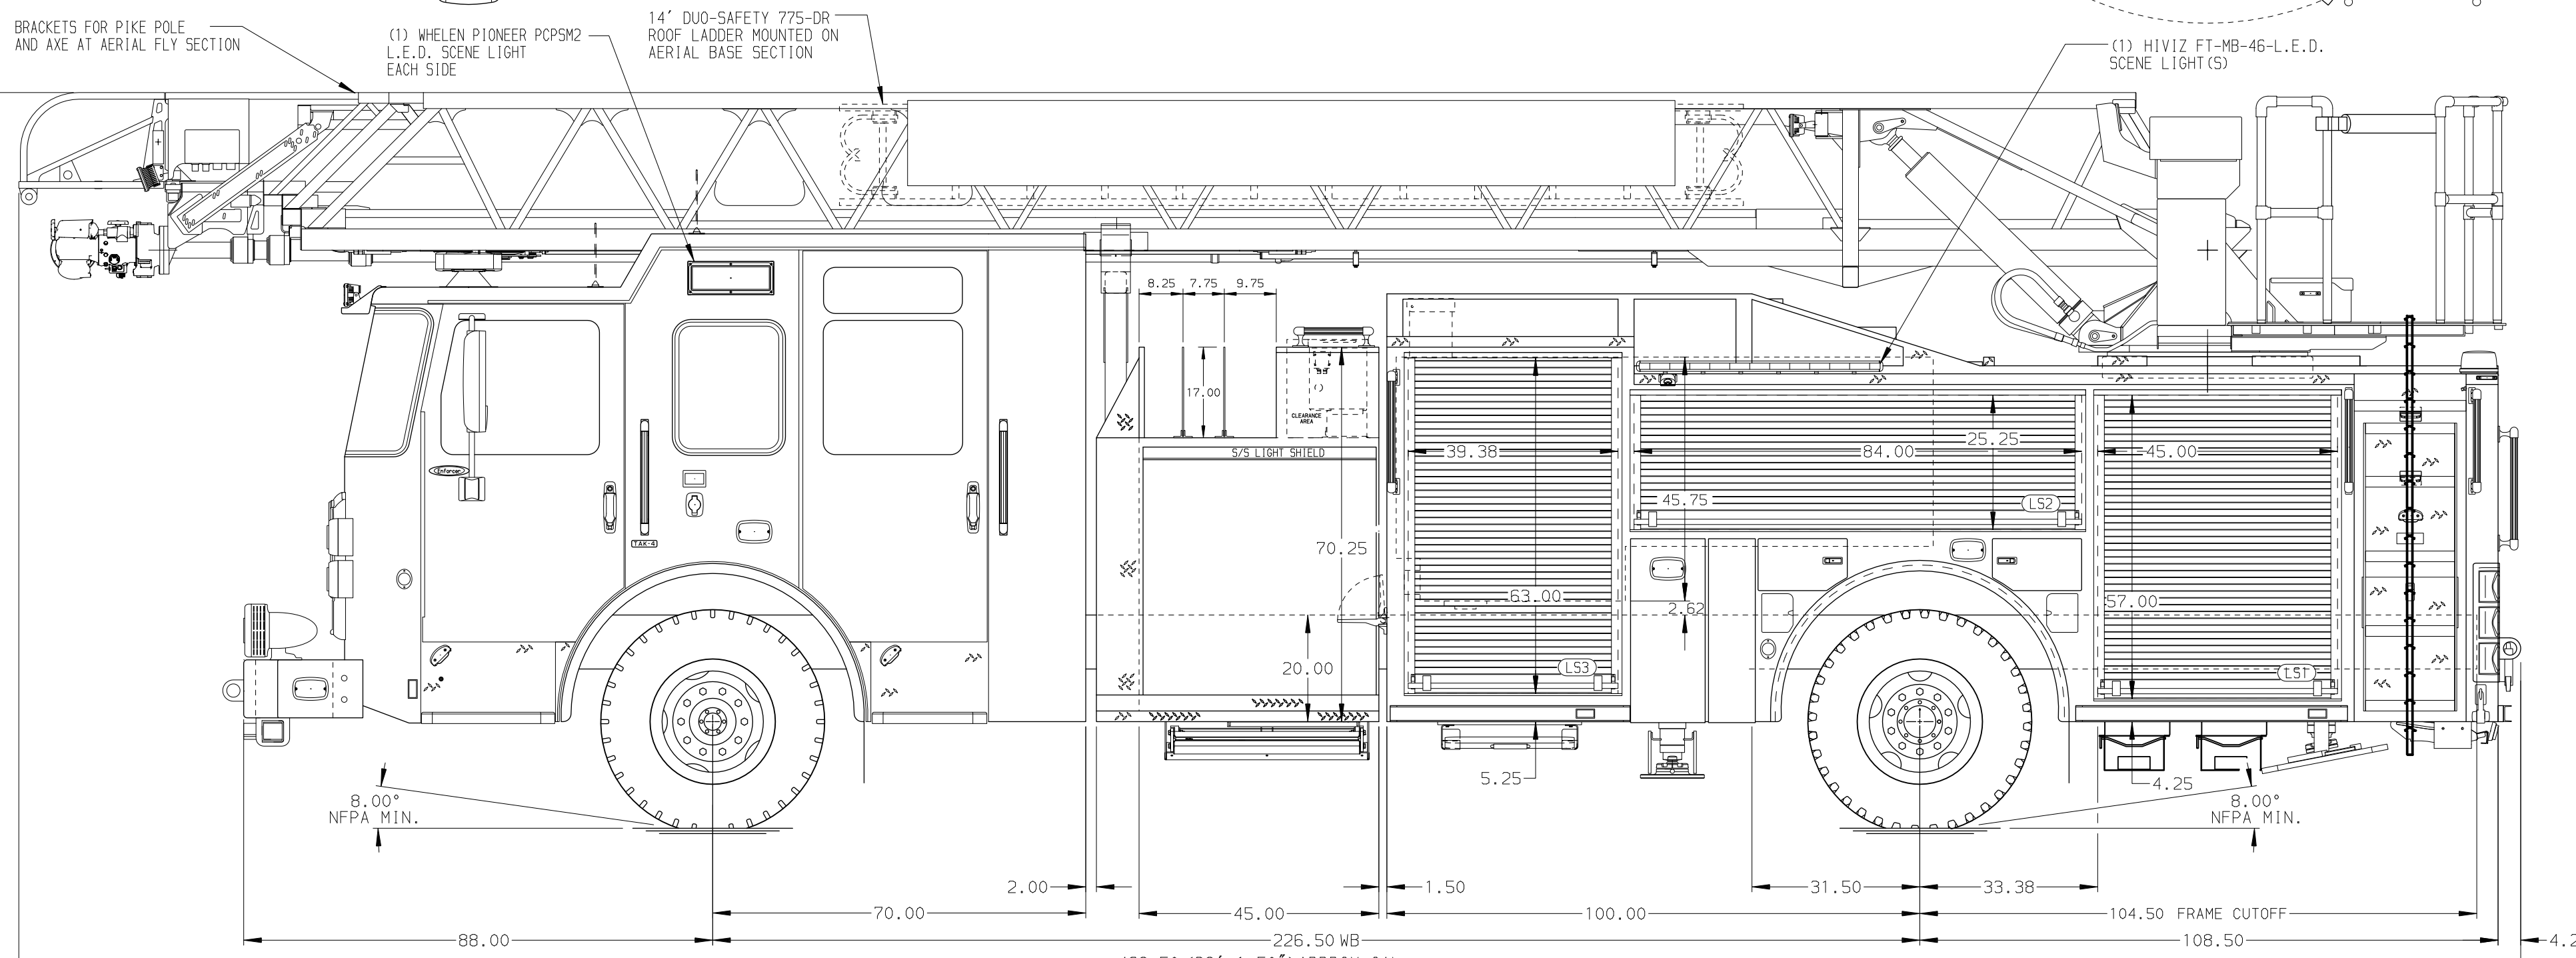 BRACKETS FOR PIKE POLE
AND AXE AT AERIAL FLY SECTION
(1) WHELEN PIONEER PCPSM2
L.E.D. SCENE LIGHT
EACH SIDE
14' DUO-SAFETY 775-DR
ROOF LADDER MOUNTED ON
AERIAL BASE SECTION
(1) HIVIZ FT-MB-46-L.E.D.
SCENE LIGHT(S)
8.25
7.75
9.75
17.00
CLEARANCE
AREA
S/S LIGHT SHIELD
Enforcer
TAK-4
39.38
84.00
25.25
45.00
45.75
LS2
70.25
63.00
2.62
57.00
20.00
LS3
LS1
5.25
4.25
8.00°
NFPA MIN.
8.00°
NFPA MIN.
2.00
1.50
31.50
33.38
70.00
45.00
100.00
104.50 FRAME CUTOFF
88.00
226.50 WB
108.50